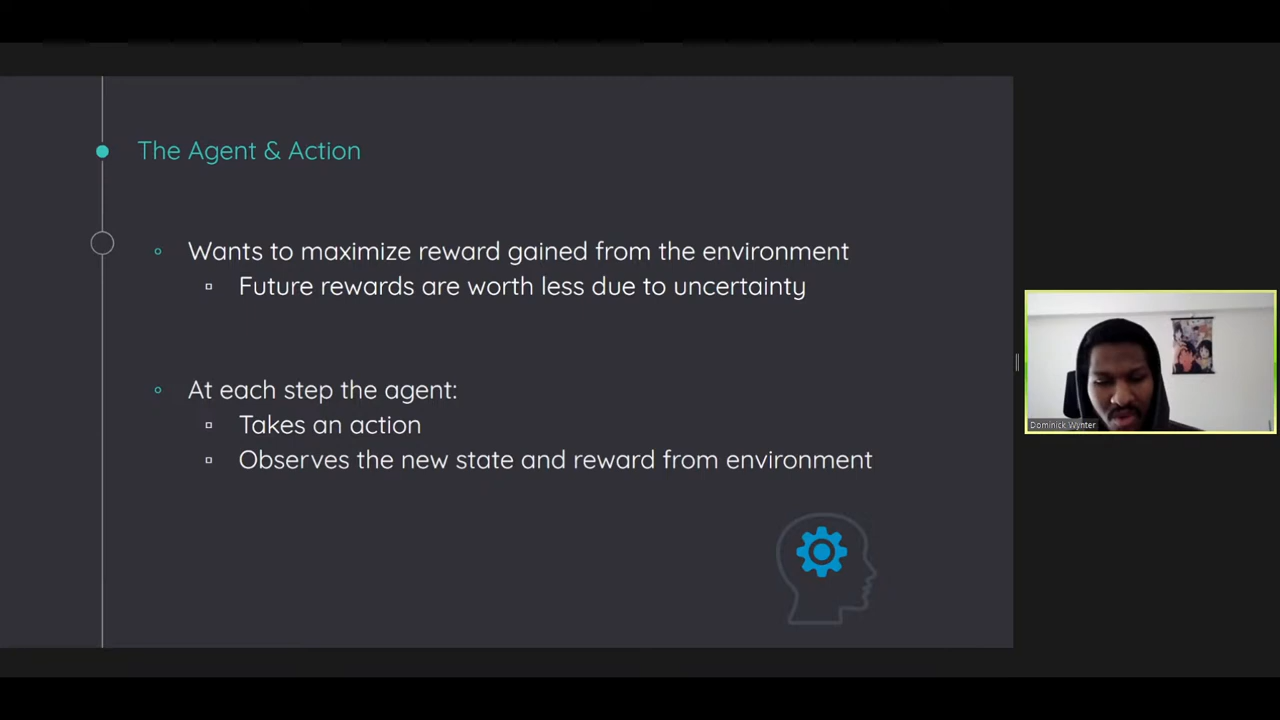 The Agent & Action
Wants to maximize reward gained from the environment
Future rewards are worth less due to uncertainty
At each step the agent:
Takes an action
Observes the new state and reward from environment
Dominick Wynter